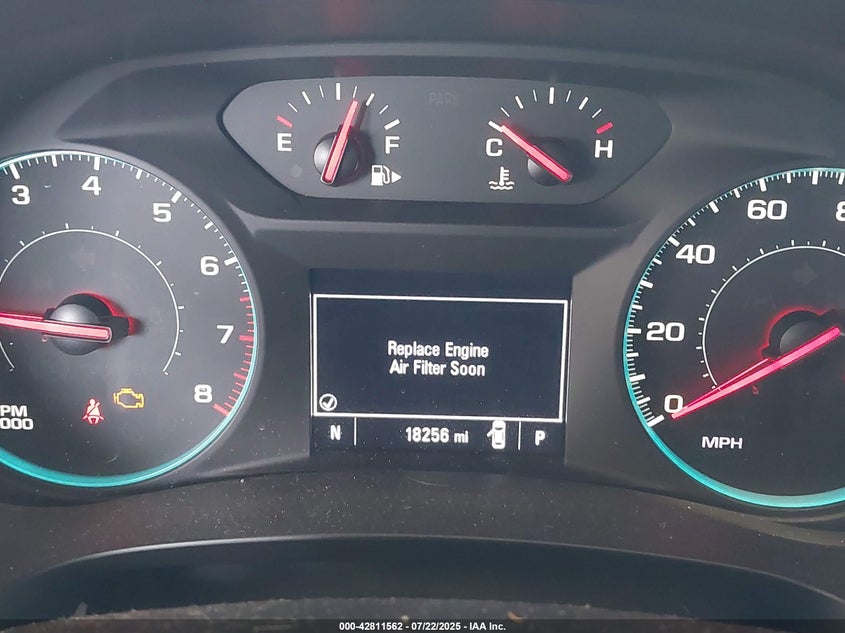 PARK
E
F
C
H
3
4
5
6
7
8
PM
000
20
40
60
8
0
MPH
Replace Engine
Air Filter Soon
N
18256 mi
P
000-42811562 - 07/22/2025 - IAA Inc.